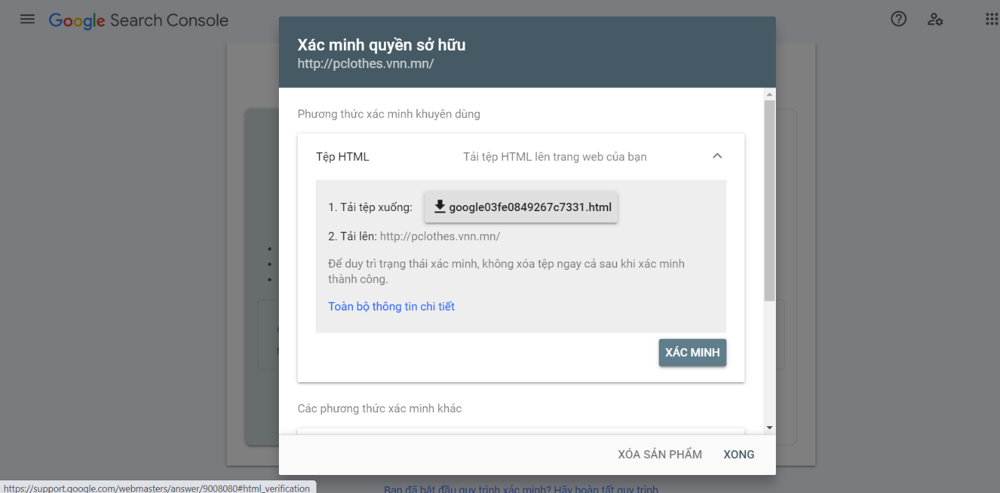 Google Search Console
Xác minh quyền sở hữu
http://pclothes.vnn.mn/
Phương thức xác minh khuyên dùng
Tệp HTML Tải tệp HTML lên trang web của bạn
1. Tải tệp xuống: google03fe0849267c7331.html
2. Tải lên: http://pclothes.vnn.mn/
Để duy trì trạng thái xác minh, không xóa tệp ngay cả sau khi xác minh
thành công.
Toàn bộ thông tin chi tiết
XÁC MINH
Các phương thức xác minh khác
XÓA SẢN PHẨM XONG
Bạn đã bắt đầu quy trình xác minh? Hãy hoàn tất quy trình
https://support.google.com/webmasters/answer/9008080#html_verification